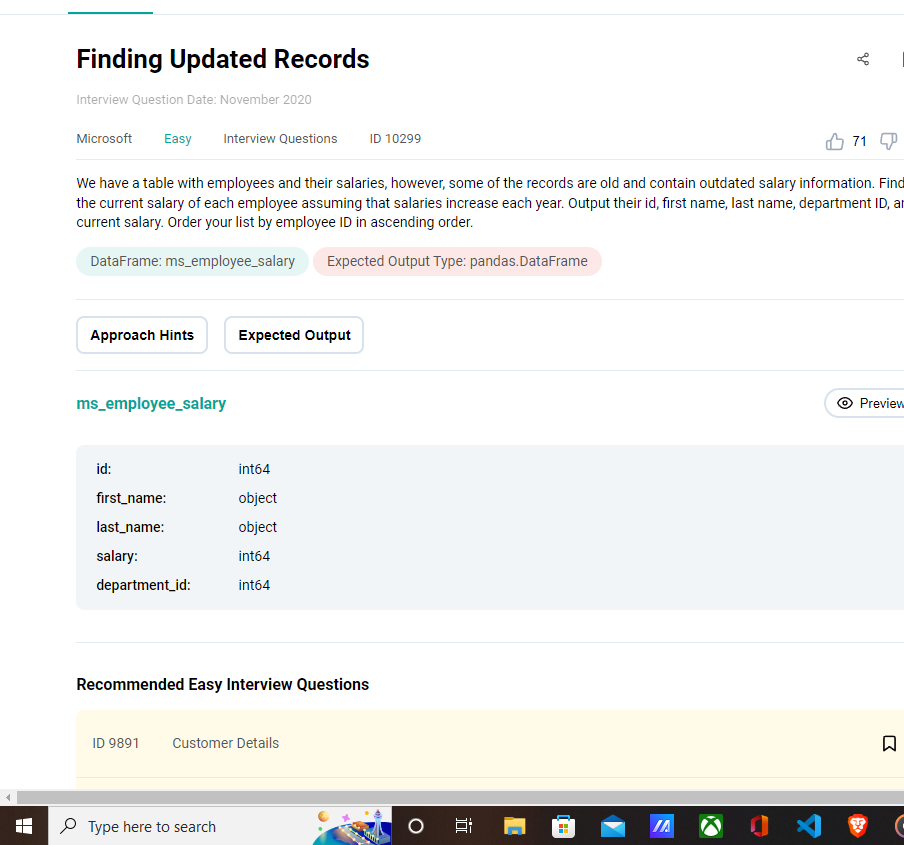 Finding Updated Records
Interview Question Date: November 2020
Microsoft Easy Interview Questions ID 10299 71
We have a table with employees and their salaries, however, some of the records are old and contain outdated salary information. Find
the current salary of each employee assuming that salaries increase each year. Output their id, first name, last name, department ID,
current salary. Order your list by employee ID in ascending order.
DataFrame: ms_employee_salary Expected Output Type: pandas.DataFrame
Approach Hints Expected Output
ms_employee_salary Preview
id: int64
first_name: object
last_name: object
salary: int64
department_id: int64
Recommended Easy Interview Questions
ID 9891 Customer Details
Type here to search